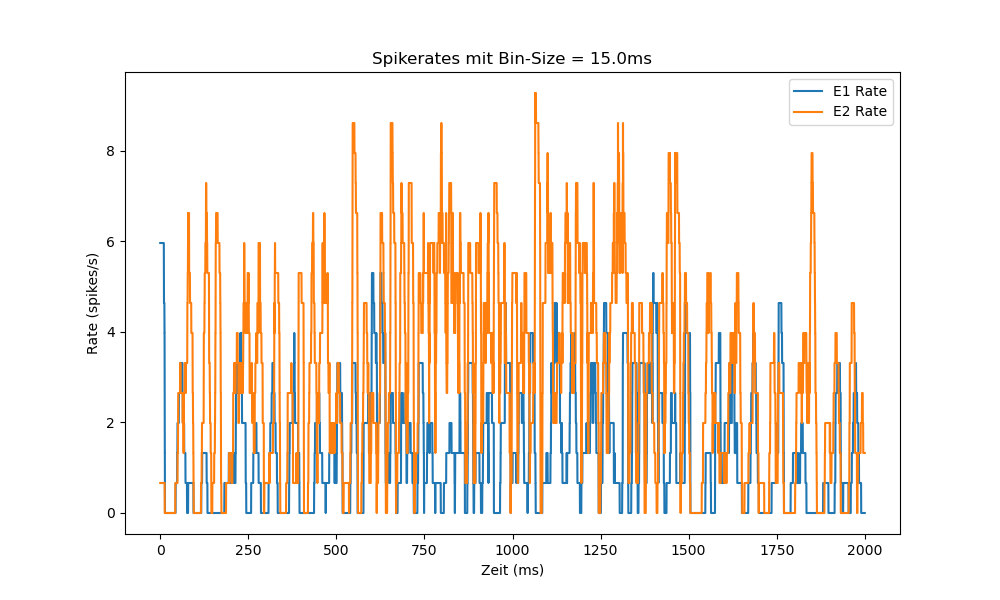 Spikerates mit Bin-Size = 15.0ms
E1 Rate
E2 Rate
8
6
4
2
0
Rate (spikes/s)
0 250 500 750 1000 1250 1500 1750 2000
Zeit (ms)